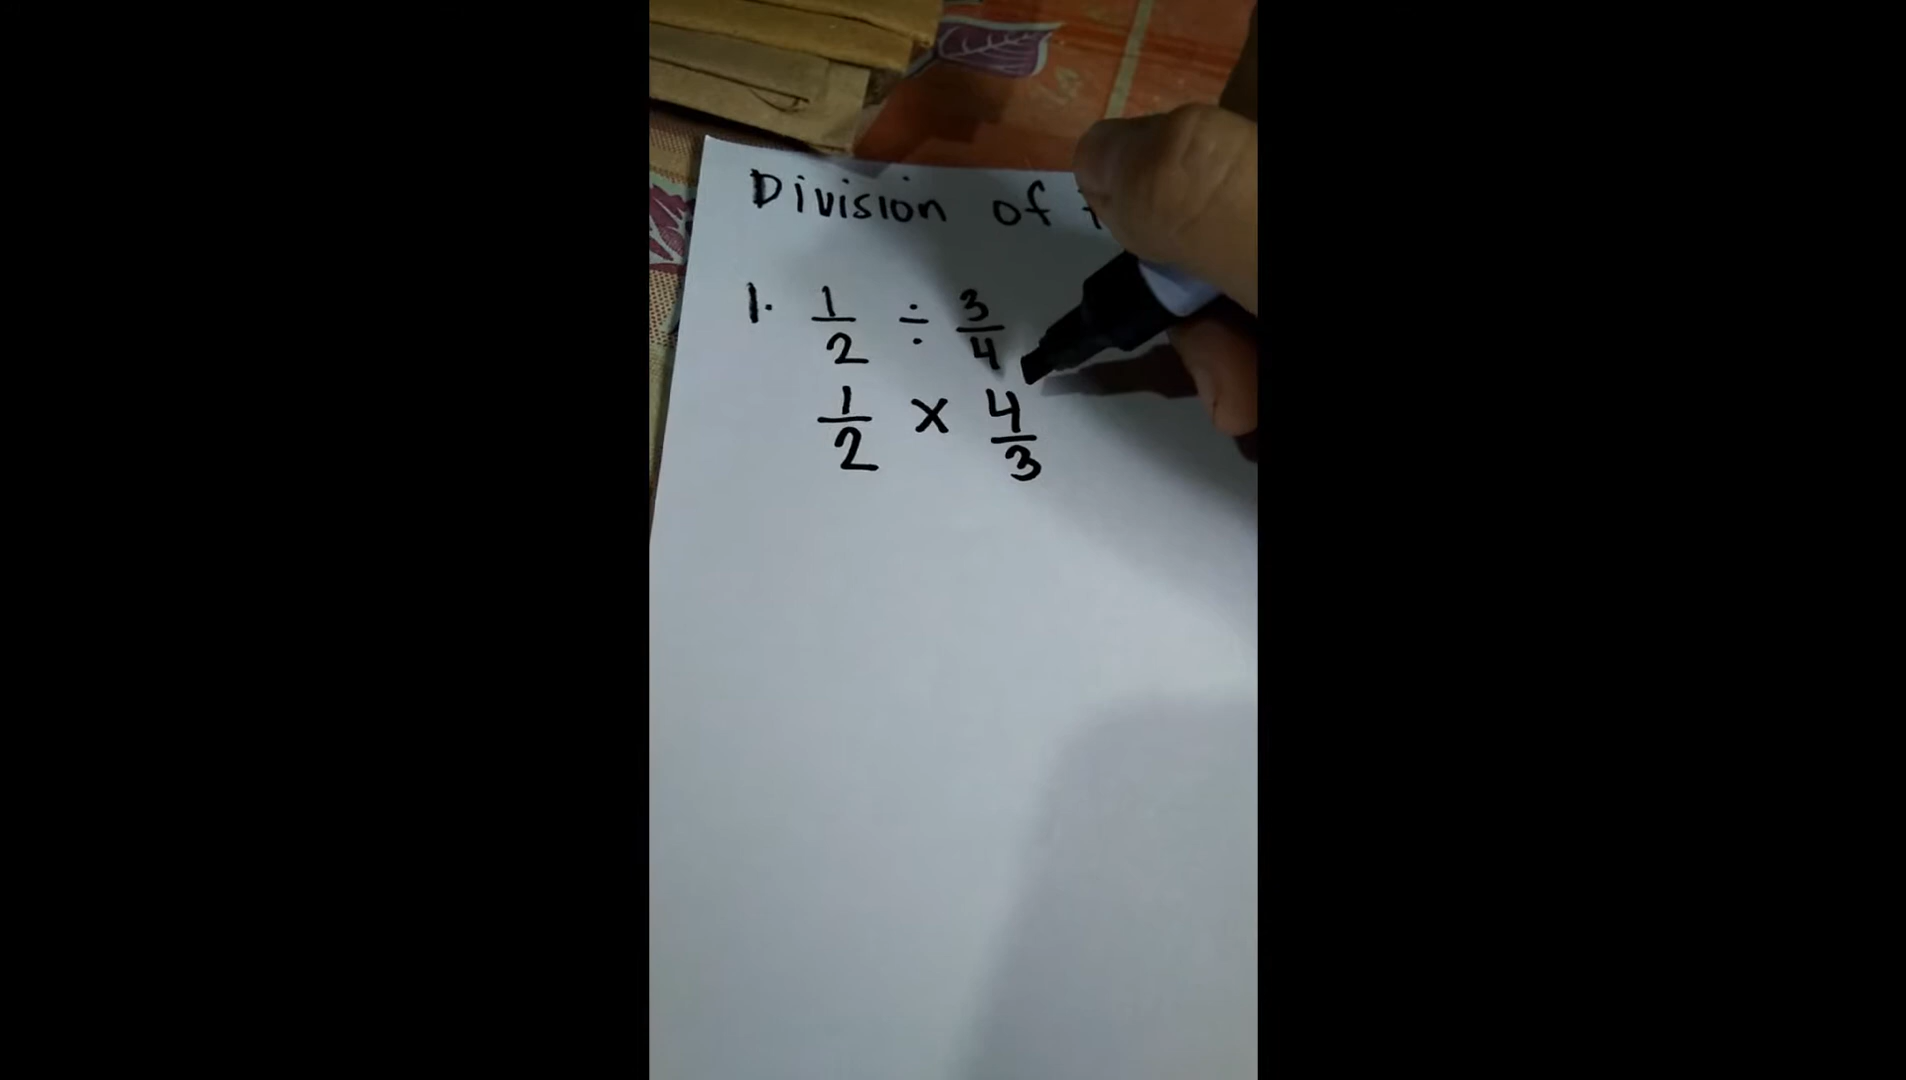 Division of
1. 1/2 ÷ 3/4
1/2 x 4/3